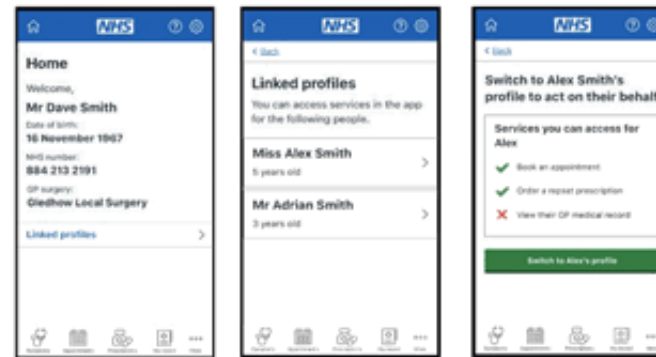 NHS
Home
Welcome,
Mr Dave Smith
Date of birth:
16 November 1967
NHS number:
884 213 2191
GP surgery:
Gledhow Local Surgery
Linked profiles
NHS
< Back
Linked profiles
You can access services in the app
for the following people.
Miss Alex Smith
5 years old
Mr Adrian Smith
3 years old
NHS
< Back
Switch to Alex Smith's
profile to act on their behalf
Services you can access for
Alex
Book an appointment
Order a repeat prescription
View their GP medical record
Switch to Alex's profile